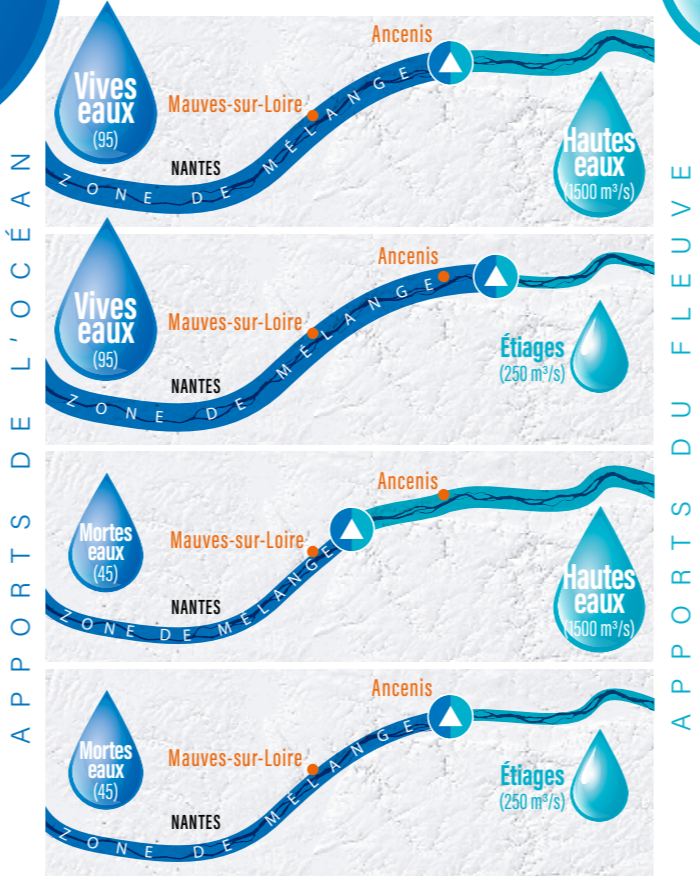 APPORTS DE L'OCÉAN
Vives
eaux
(95)
Mauves-sur-Loire
Ancenis
NANTES
ZONE DE MÉLANGE
Hautes
eaux
(1500 m³/s)
Vives
eaux
(95)
Mauves-sur-Loire
Ancenis
NANTES
ZONE DE MÉLANGE
Étiages
(250 m³/s)
Mortes
eaux
(45)
Mauves-sur-Loire
Ancenis
NANTES
ZONE DE MÉLANGE
Hautes
eaux
(1500 m³/s)
Mortes
eaux
(45)
Mauves-sur-Loire
Ancenis
NANTES
ZONE DE MÉLANGE
Étiages
(250 m³/s)
APPORTS DU FLEUVE